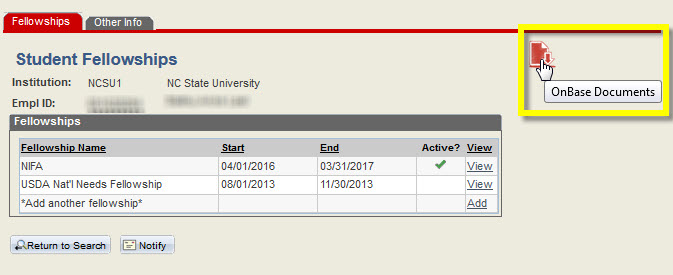 Fellowships Other Info
Student Fellowships
OnBase Documents
Institution: NCSU1 NC State University
Empl ID:
Fellowships
Fellowship Name Start End Active? View
NIFA 04/01/2016 03/31/2017 View
USDA Nat'l Needs Fellowship 08/01/2013 11/30/2013 View
*Add another fellowship* Add
Return to Search Notify